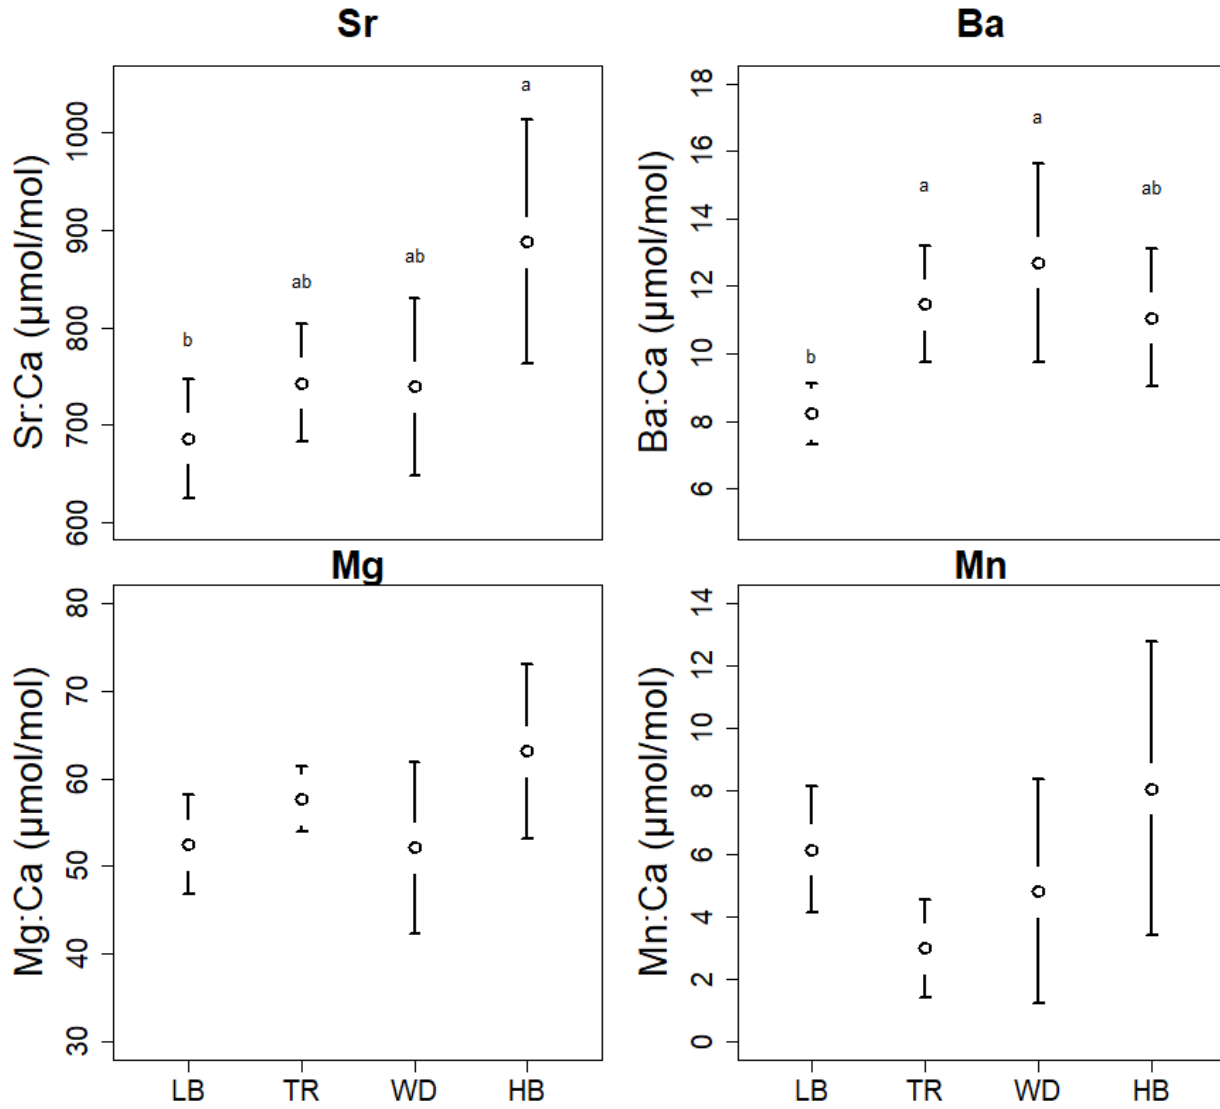 Sr
Sr:Ca (µmol/mol)
1000
900
800
700
600
b
ab
ab
a
Ba
Ba:Ca (µmol/mol)
18
16
14
12
10
8
6
b
a
a
ab
Mg
Mg:Ca (µmol/mol)
80
70
60
50
40
30
LB TR WD HB
Mn
Mn:Ca (µmol/mol)
14
12
10
8
6
4
2
0
LB TR WD HB